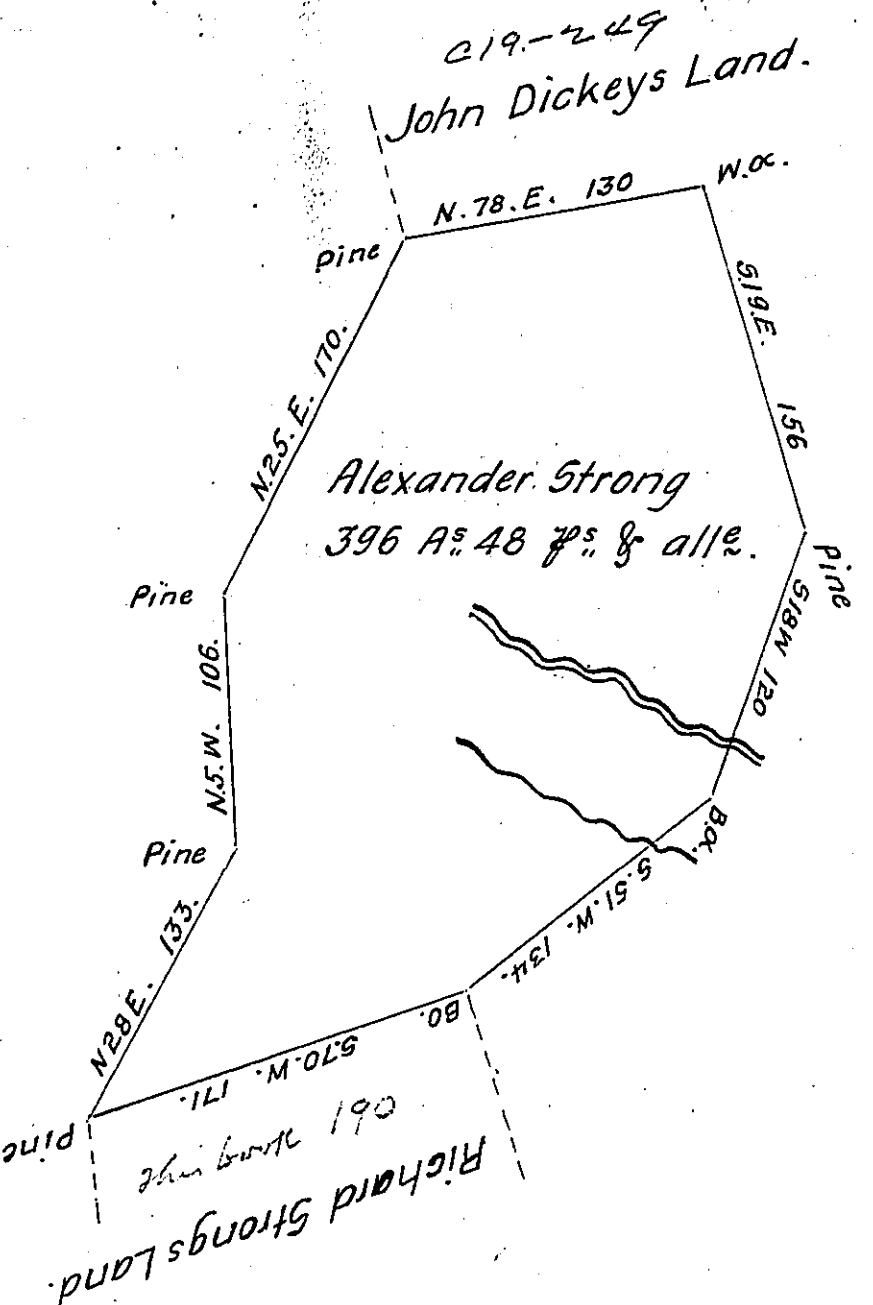 C19.-249
John Dickeys Land.
N.78.E. 130
W.O.
Pine
S19.E. 156
N.25.E. 170.
Alexander Strong
396 As. 48 ps. & alle.
Pine
Pine
S18W 120
N.5.W. 106.
B.O.
Pine
S.51.W. 134.
N28E. 133.
BO.
S.70.W. 171.
Pine
190
Richard Strongs Land.